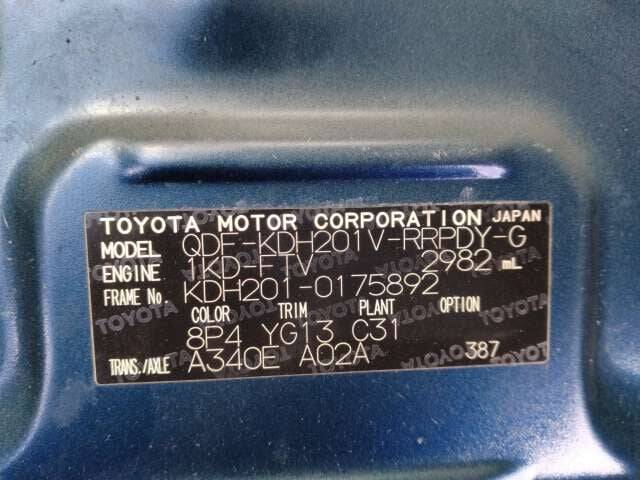 TOYOTA MOTOR CORPORATION JAPAN
MODEL QDF-KDH201V-RRPDY-G
ENGINE 1KD-FTV 2982 mL
FRAME No. KDH201-0175892
COLOR TRIM PLANT OPTION
8P4 YG13 C31
TRANS./AXLE A340E A02A 387